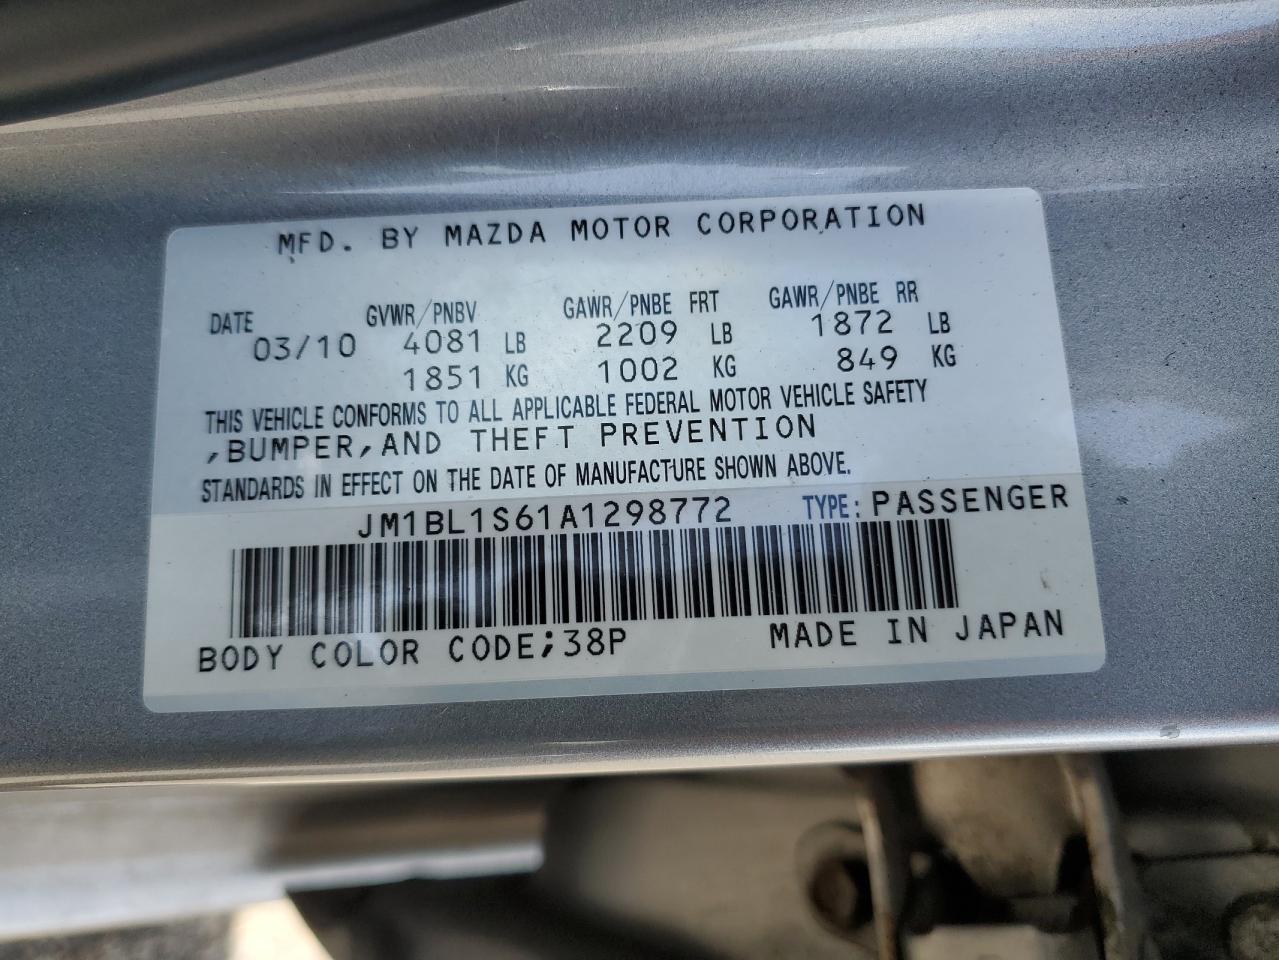 MFD. BY MAZDA MOTOR CORPORATION
DATE GVWR/PNBV GAWR/PNBE FRT GAWR/PNBE RR
03/10 4081 LB 2209 LB 1872 LB
1851 KG 1002 KG 849 KG
THIS VEHICLE CONFORMS TO ALL APPLICABLE FEDERAL MOTOR VEHICLE SAFETY
,BUMPER,AND THEFT PREVENTION
STANDARDS IN EFFECT ON THE DATE OF MANUFACTURE SHOWN ABOVE.
JM1BL1S61A1298772 TYPE: PASSENGER
BODY COLOR CODE;38P MADE IN JAPAN